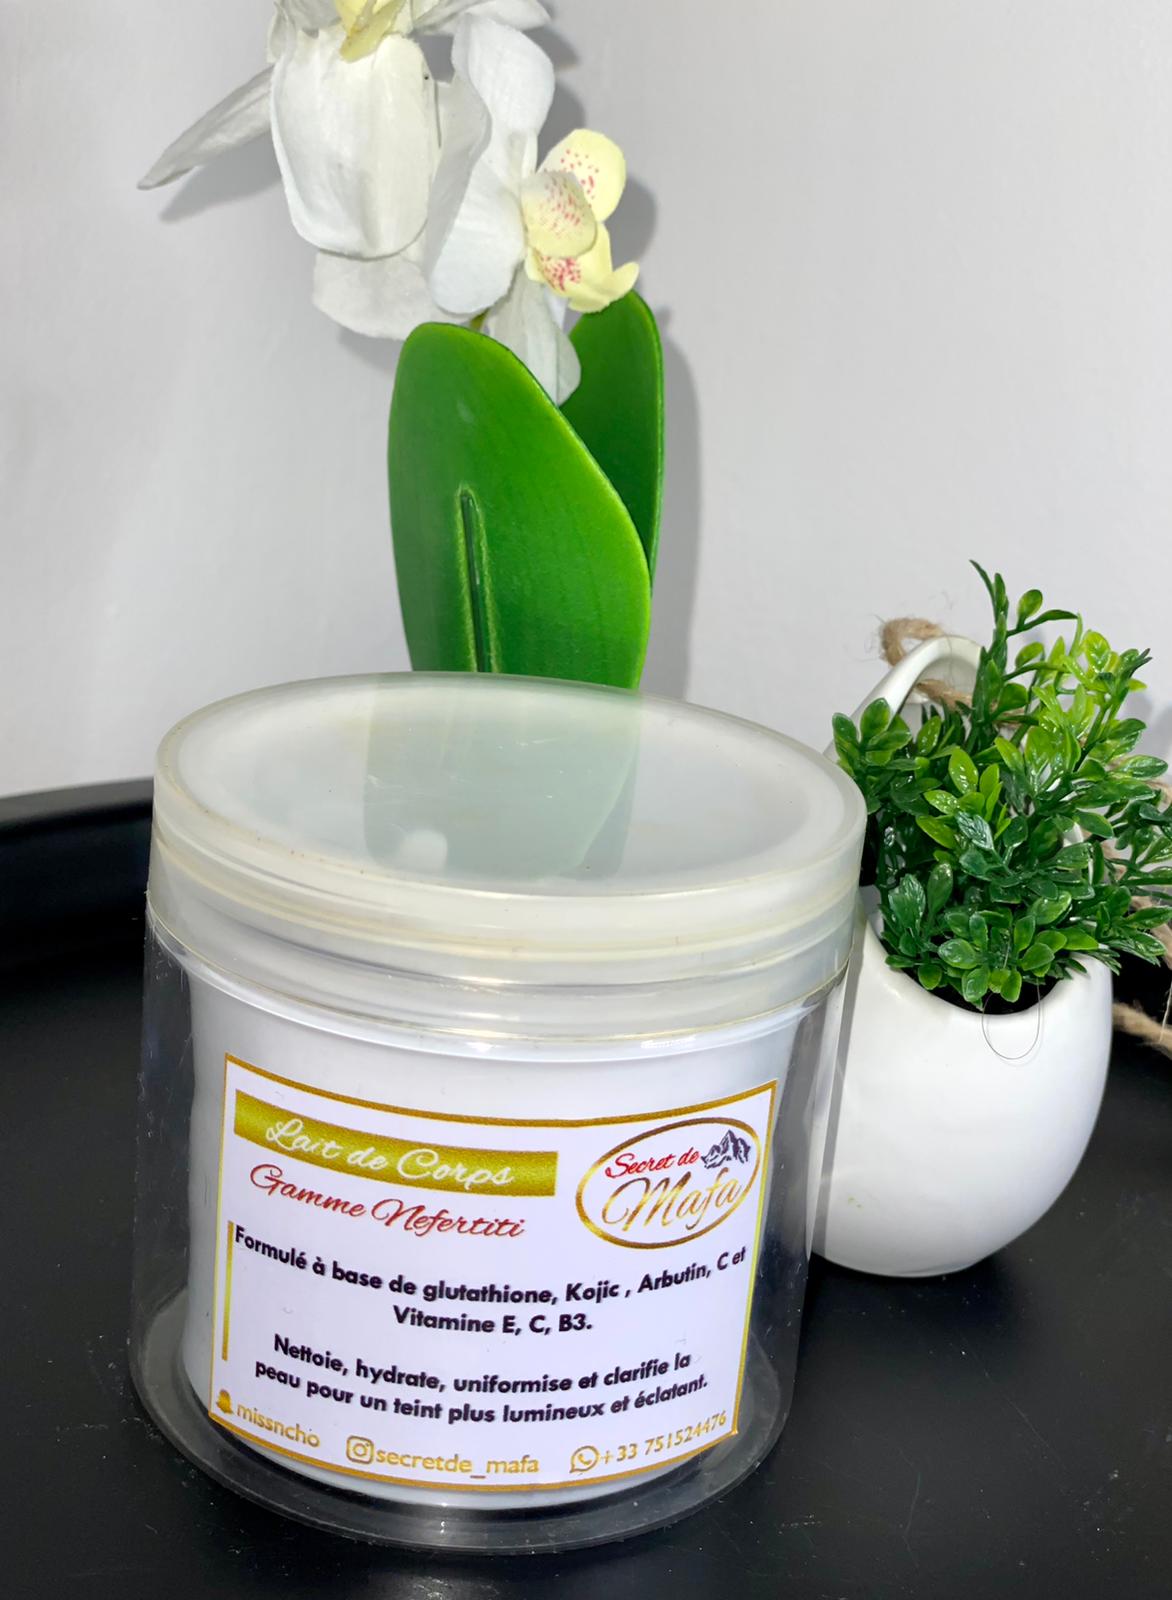 Lait de Corps
Gamme Nefertiti
Secret de
Mafa
Formulé à base de glutathione, Kojic , Arbutin, C et
Vitamine E, C, B3.
Nettoie, hydrate, uniformise et clarifie la
peau pour un teint plus lumineux et éclatant.
missncho
secretde_mafa
+33 751524476